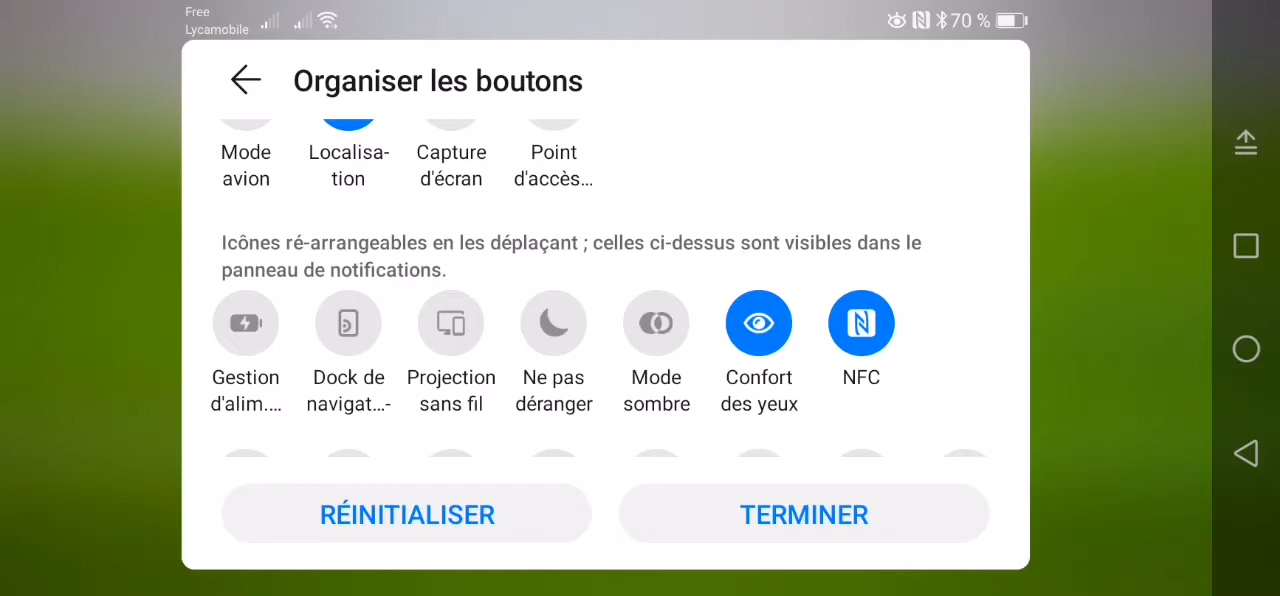 Free
Lycamobile
70 %
Organiser les boutons
Mode avion
Localisa-tion
Capture d'écran
Point d'accès...
Icônes ré-arrangeables en les déplaçant ; celles ci-dessus sont visibles dans le
panneau de notifications.
Gestion d'alim....
Dock de navigat...-
Projection sans fil
Ne pas déranger
Mode sombre
Confort des yeux
NFC
RÉINITIALISER
TERMINER